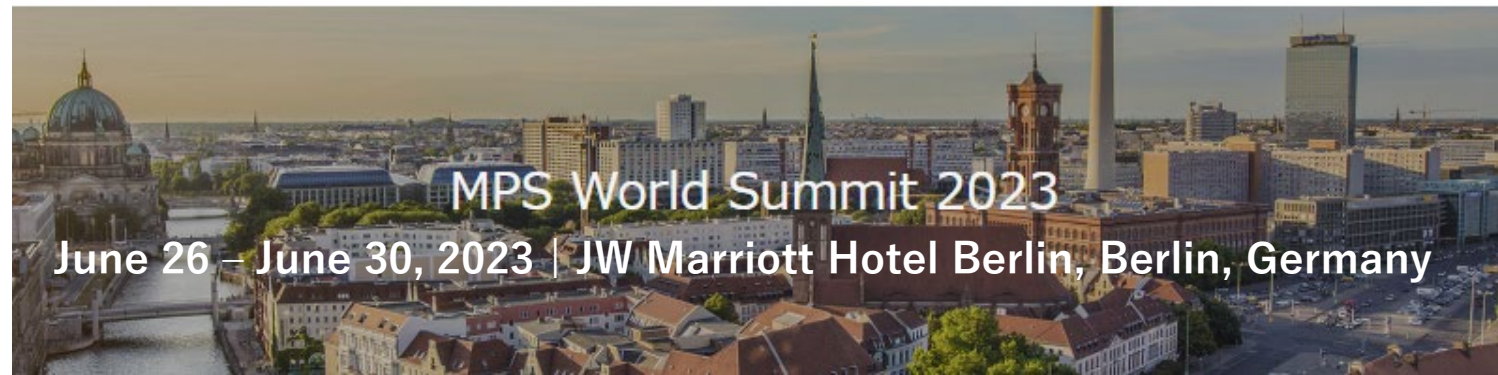 MPS World Summit 2023
June 26 – June 30, 2023 | JW Marriott Hotel Berlin, Berlin, Germany